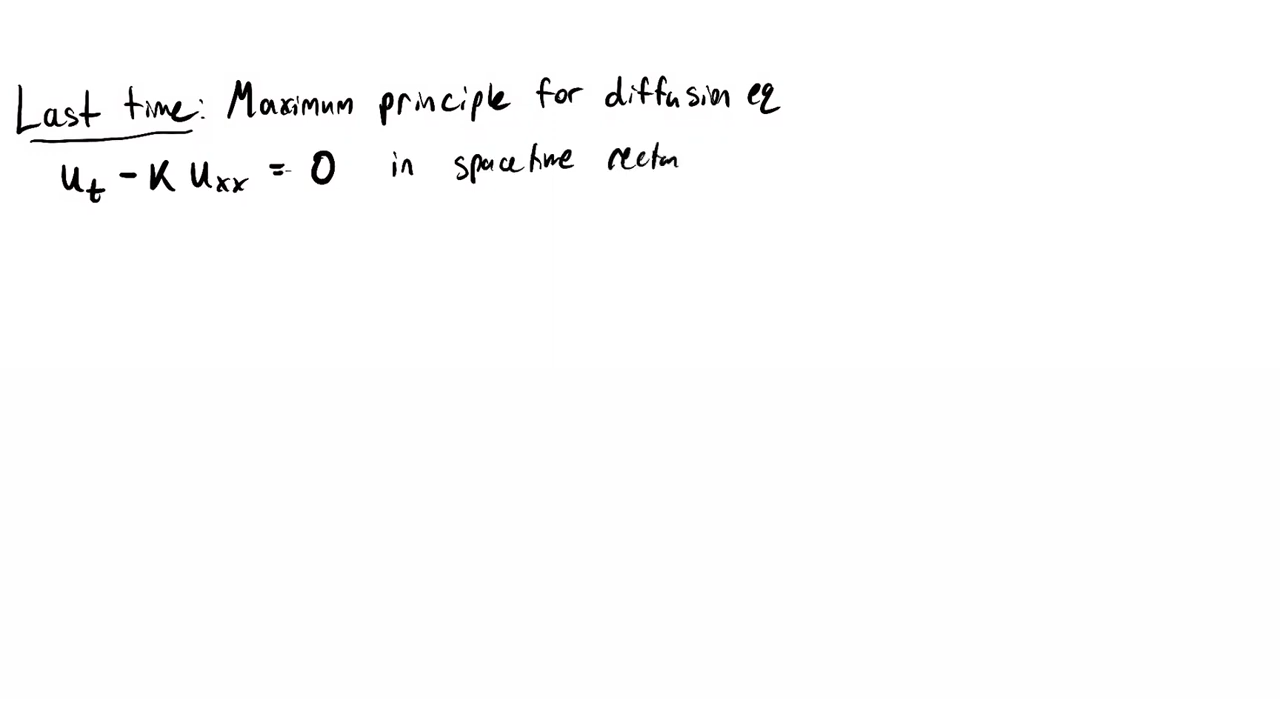 Last time: Maximum principle for diffusion eq
u_t - K u_xx = 0 in spacetime rectan